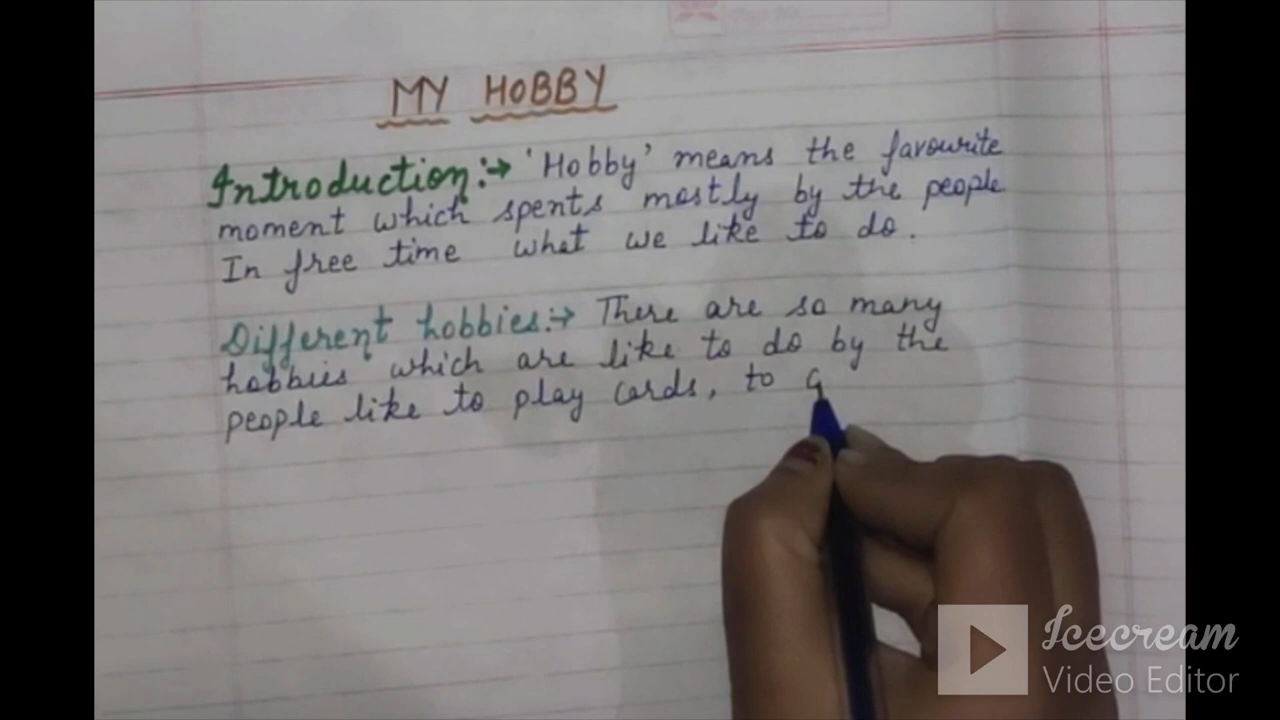 MY HOBBY
Introduction:→ 'Hobby' means the favourite
moment which spents mostly by the people
In free time what we like to do.
Different hobbies:→ There are so many
hobbies which are like to do by the
people like to play cards, to
Icecream
Video Editor